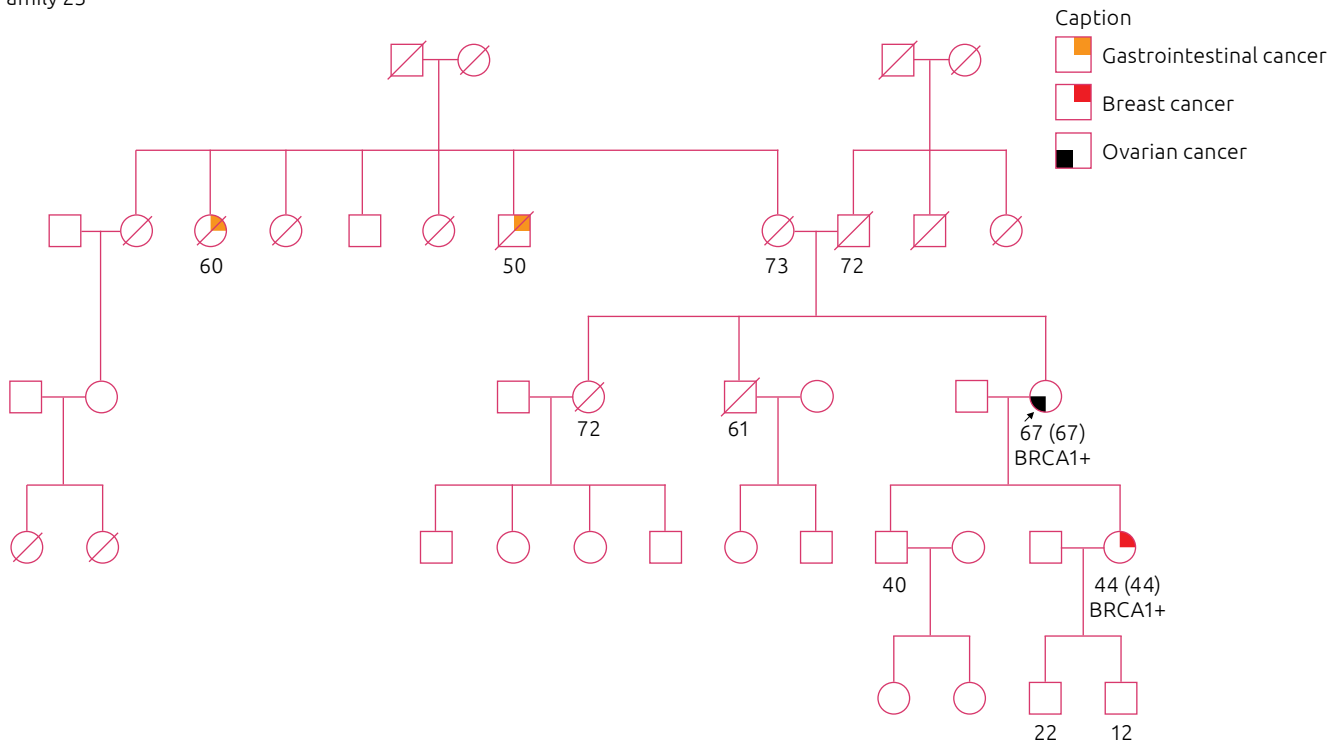 Caption
Gastrointestinal cancer
Breast cancer
Ovarian cancer
60
50
73
72
72
61
67 (67)
BRCA1+
40
44 (44)
BRCA1+
22
12